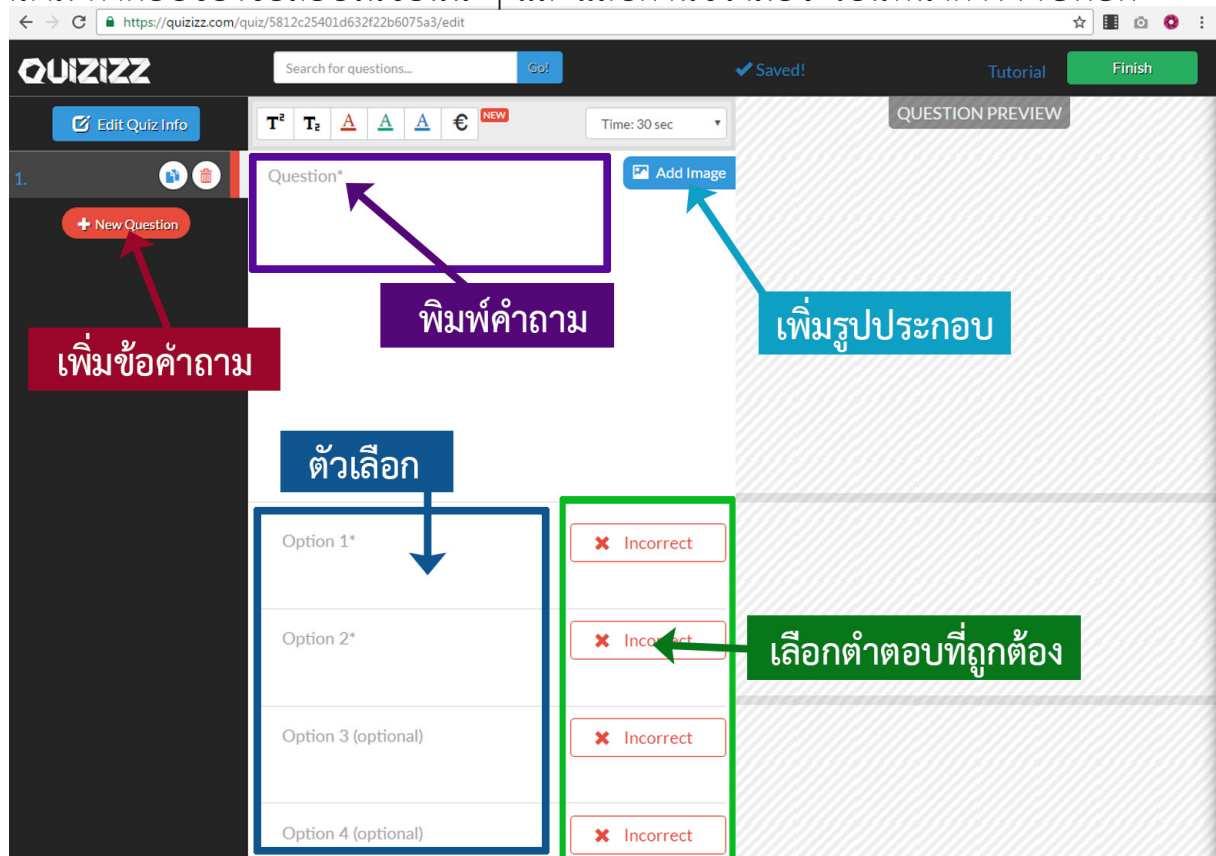 https://quizizz.com/quiz/5812c25401d632f22b6075a3/edit
QUIZIZZ
Search for questions...
Go!
Saved!
Tutorial
Finish
Edit Quiz Info
T² T₂ A A A € NEW
Time: 30 sec
QUESTION PREVIEW
1.
Question*
Add Image
New Question
พิมพ์คำถาม
เพิ่มรูปประกอบ
เพิ่มข้อคำถาม
ตัวเลือก
Option 1*
Incorrect
Option 2*
Incorrect
เลือกตำตอบที่ถูกต้อง
Option 3 (optional)
Incorrect
Option 4 (optional)
Incorrect